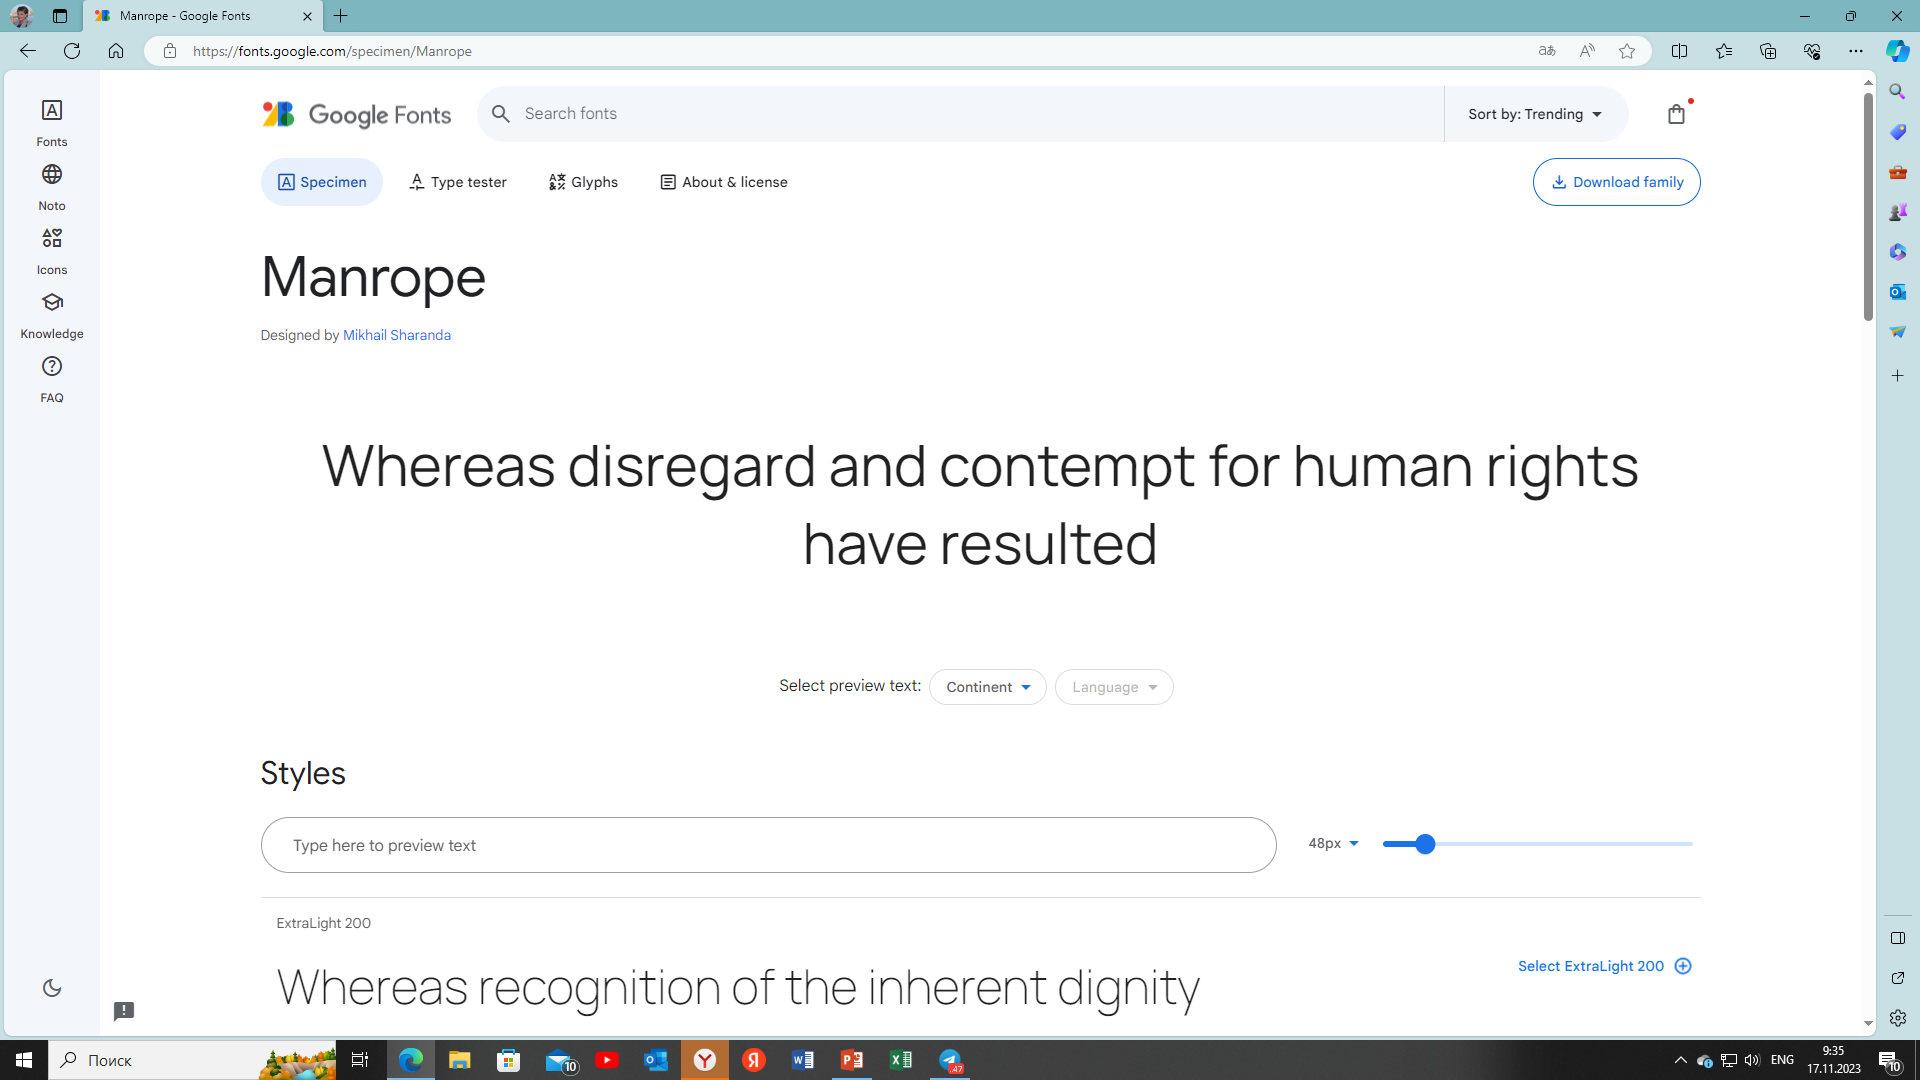 Manrope - Google Fonts
https://fonts.google.com/specimen/Manrope
Google Fonts
Search fonts
Sort by: Trending
Fonts
Noto
Icons
Knowledge
FAQ
Specimen
Type tester
Glyphs
About & license
Download family
Manrope
Designed by Mikhail Sharanda
Whereas disregard and contempt for human rights
have resulted
Select preview text:
Continent
Language
Styles
Type here to preview text
48px
ExtraLight 200
Whereas recognition of the inherent dignity
Select ExtraLight 200
Поиск
10
47
ENG
9:35
17.11.2023
10